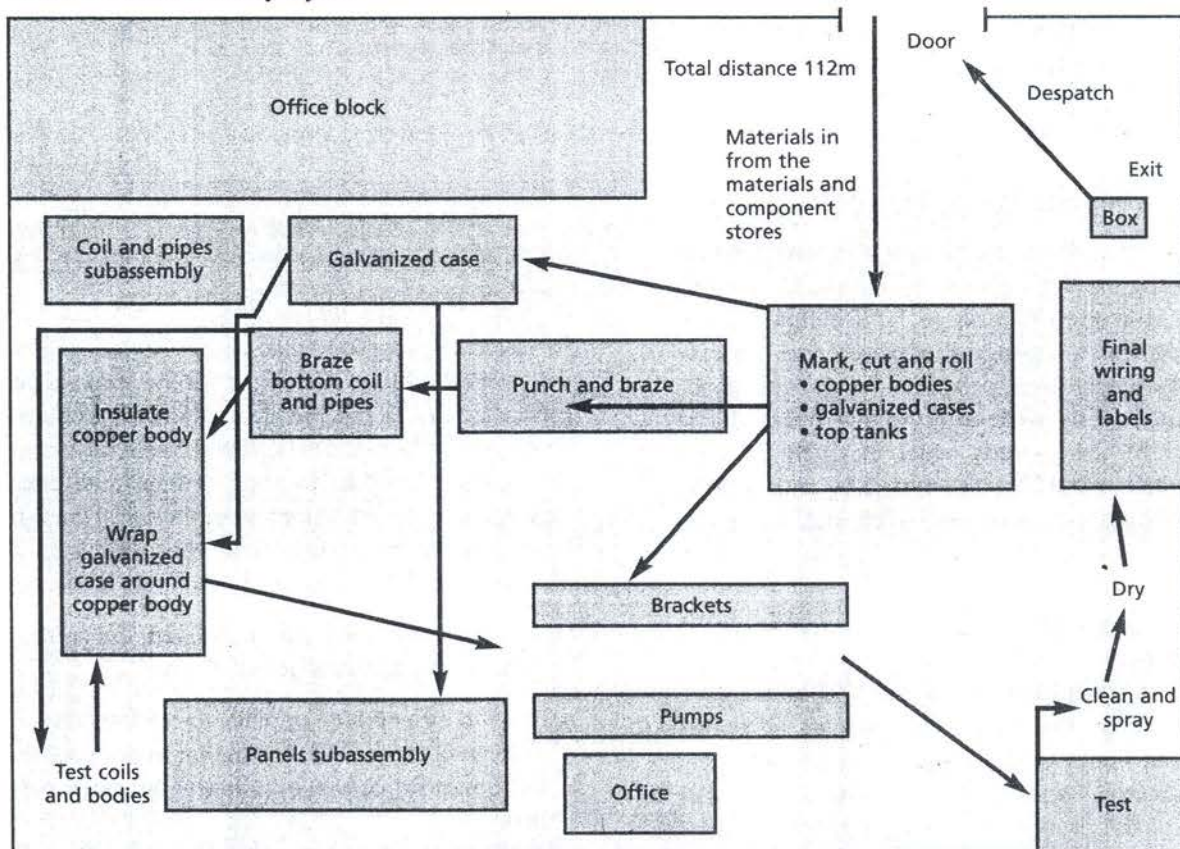 Office block
Total distance 112m
Door
Despatch
Materials in
from the
materials and
component
stores
Exit
Box
Coil and pipes
subassembly
Galvanized case
Braze
bottom coil
and pipes
Punch and braze
Mark, cut and roll
• copper bodies
• galvanized cases
• top tanks
Final
wiring
and
labels
Insulate
copper body
Wrap
galvanized
case around
copper body
Brackets
Dry
Clean and
spray
Pumps
Panels subassembly
Test coils
and bodies
Office
Test